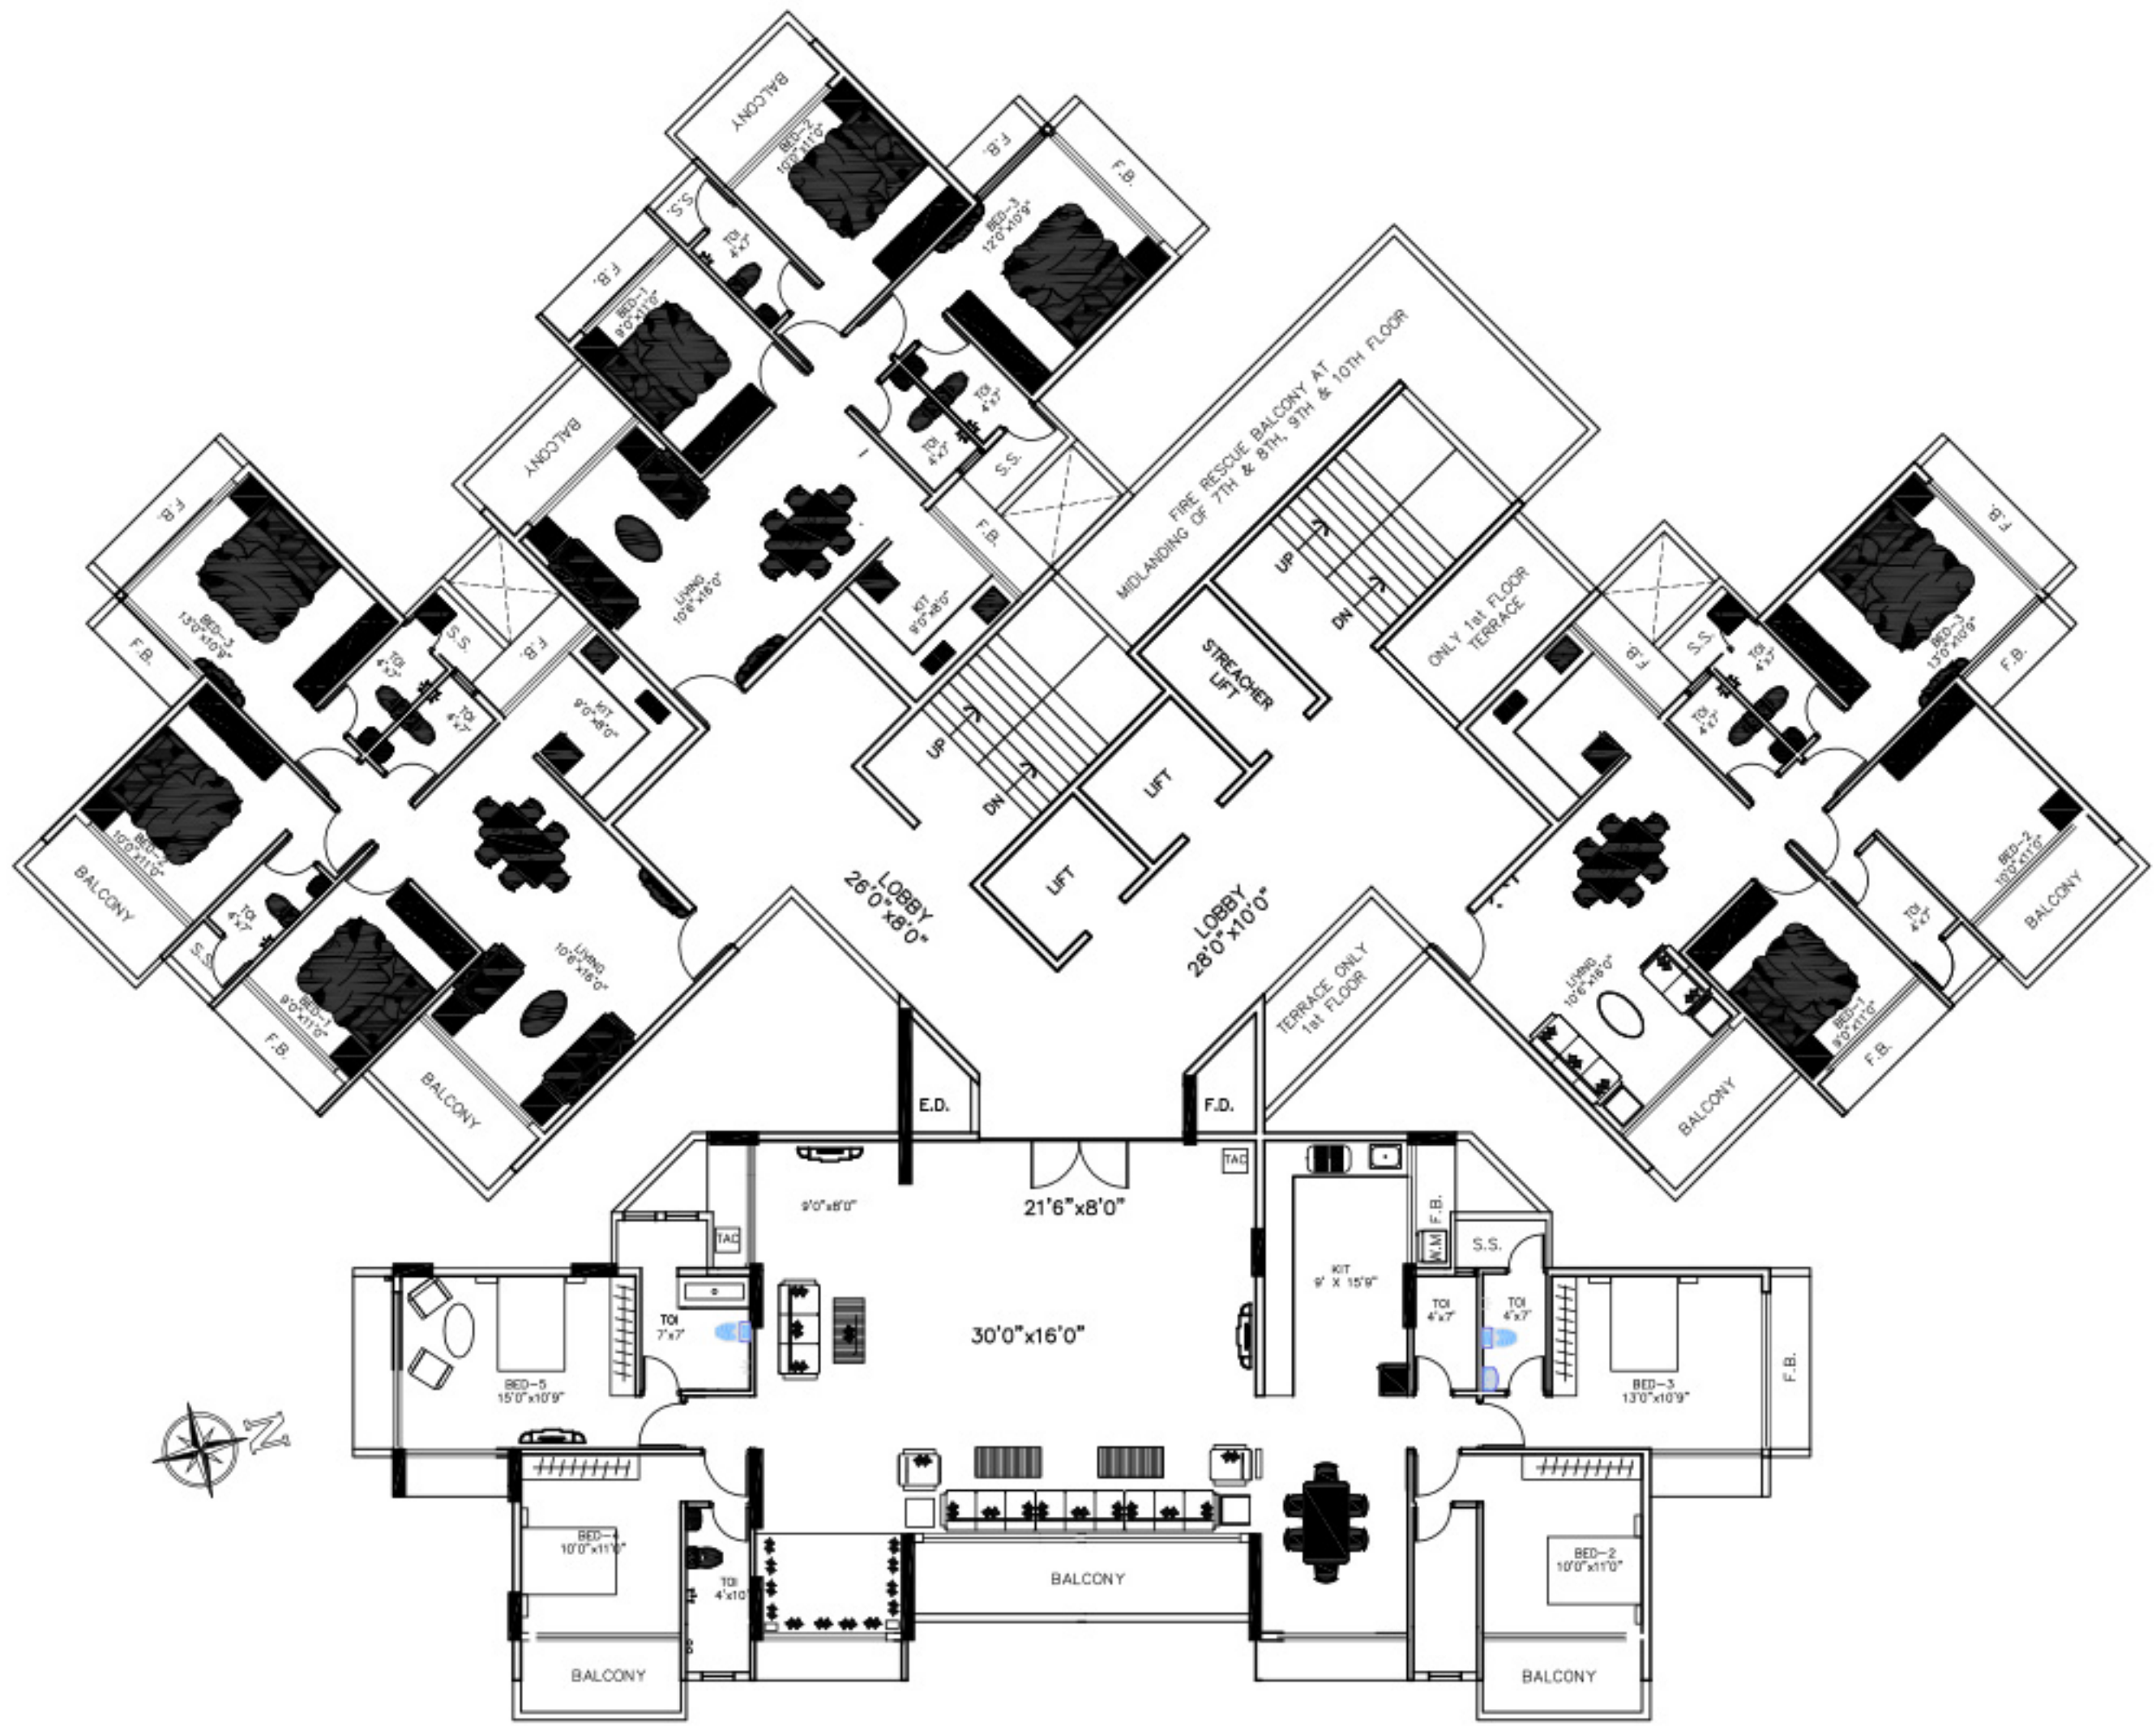 BALCONY
BED-2
10'0"x11'0"
S.S.
TOI
4'x7'
F.B.
BED-3
12'0"x10'9"
F.B.
F.B.
BED-1
9'0"x11'0"
BALCONY
TOI
4'x7'
TOI
4'x7'
S.S.
F.B.
LIVING
10'6"x16'0"
KIT
9'0"x8'0"
FIRE RESCUE BALCONY AT
MIDLANDING OF 7TH & 8TH, 9TH & 10TH FLOOR
UP
DN
STREACHER
LIFT
ONLY 1st FLOOR
TERRACE
UP
DN
LIFT
LIFT
LOBBY
26'0"x8'0"
LOBBY
28'0"x10'0"
TERRACE ONLY
1st FLOOR
F.B.
BED-3
13'0"x10'9"
F.B.
TOI
4'x7'
S.S.
F.B.
TOI
4'x7'
KIT
9'0"x8'0"
BED-2
10'0"x11'0"
BALCONY
TOI
4'x7'
S.S.
BED-1
9'0"x11'0"
F.B.
LIVING
10'6"x16'0"
BALCONY
F.B.
BED-3
13'0"x10'9"
F.B.
S.S.
TOI
4'x7'
F.B.
TOI
4'x7'
BED-2
10'0"x11'0"
BALCONY
TOI
4'x7'
LIVING
10'6"x16'0"
BED-1
9'0"x11'0"
F.B.
BALCONY
E.D.
F.D.
TAC
9'0"x8'0"
21'6"x8'0"
TAC
F.B.
W.M
S.S.
KIT
9' X 15'9"
TOI
7'x7'
30'0"x16'0"
TOI
4'x7'
TOI
4'x7'
BED-5
15'0"x10'9"
BED-3
13'0"x10'9"
F.B.
N
BED-4
10'0"x11'0"
TOI
4'x10'
BALCONY
BED-2
10'0"x11'0"
BALCONY
BALCONY